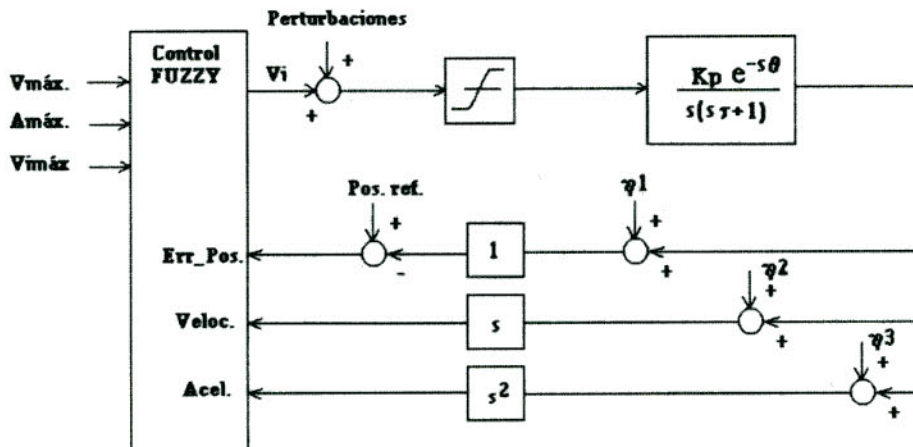 Perturbaciones
Control
FUZZY
Vi
+
+
Vmáx.
Amáx.
Vimáx
Kp e^-sθ
s(sτ+1)
Pos. ref.
+
-
η1
+
+
1
Err_Pos.
η2
+
+
s
Veloc.
η3
+
+
s²
Acel.